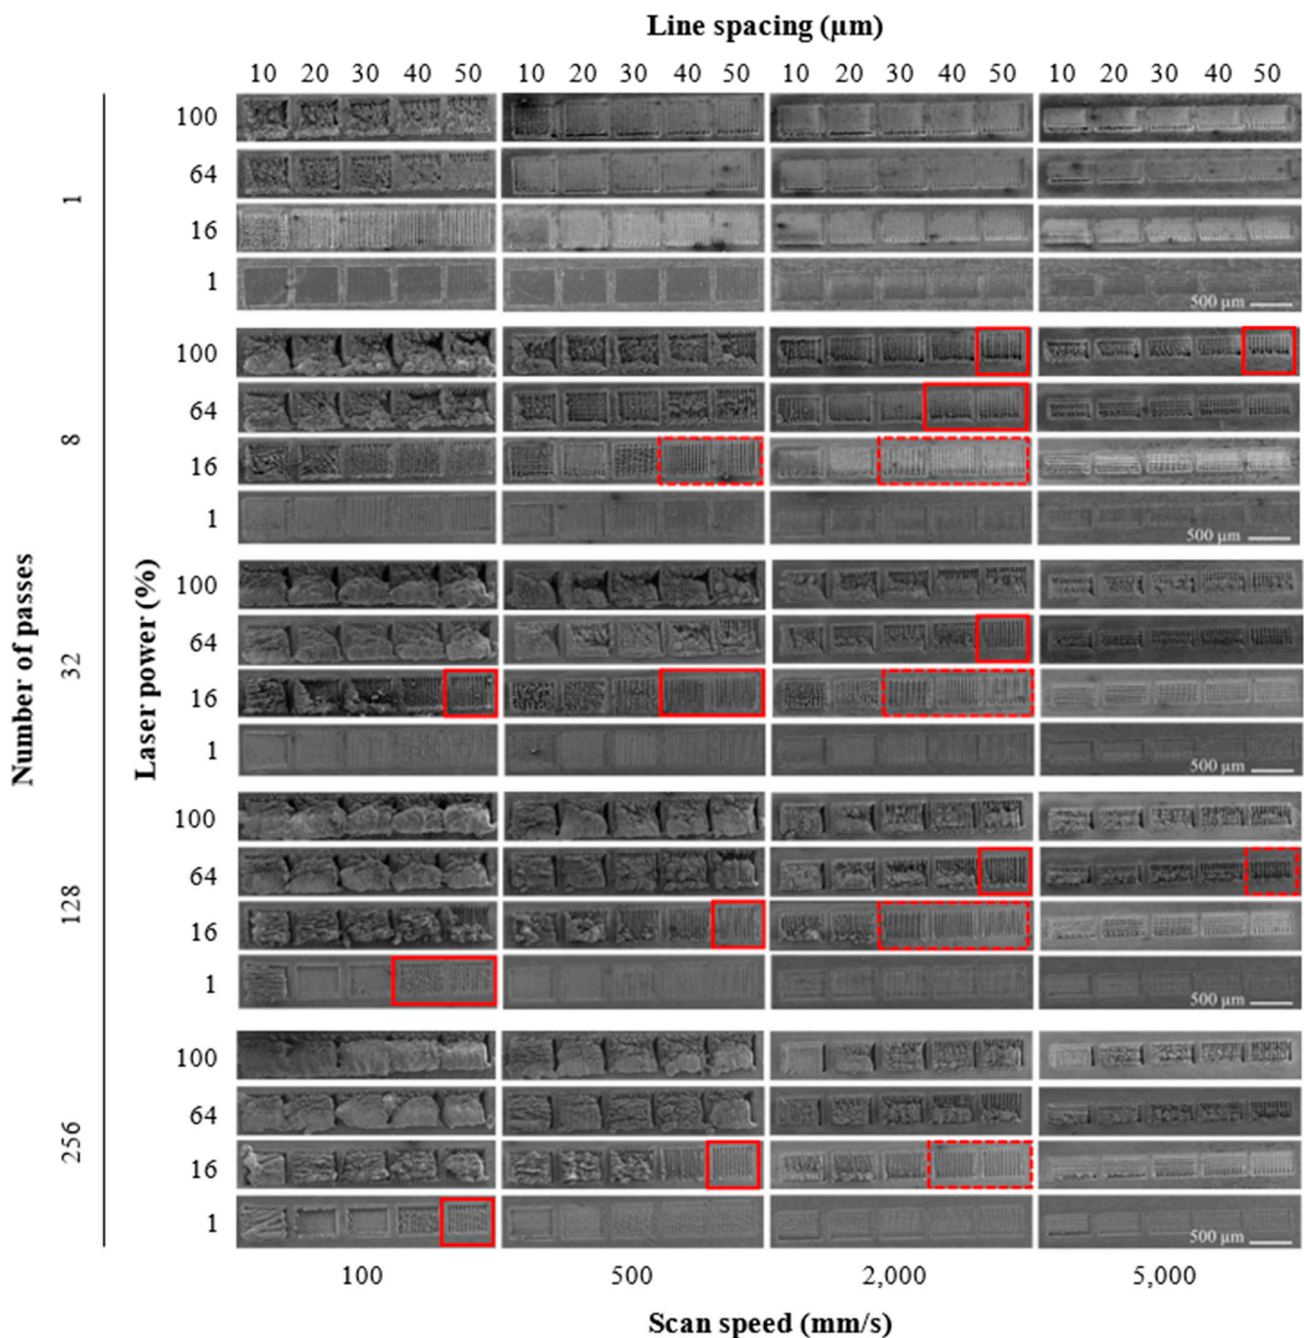 Line spacing (µm)
10 20 30 40 50 10 20 30 40 50 10 20 30 40 50 10 20 30 40 50
Number of passes
Laser power (%)
1
100
64
16
1
500 µm
8
100
64
16
1
500 µm
32
100
64
16
1
500 µm
128
100
64
16
1
500 µm
256
100
64
16
1
500 µm
100 500 2,000 5,000
Scan speed (mm/s)